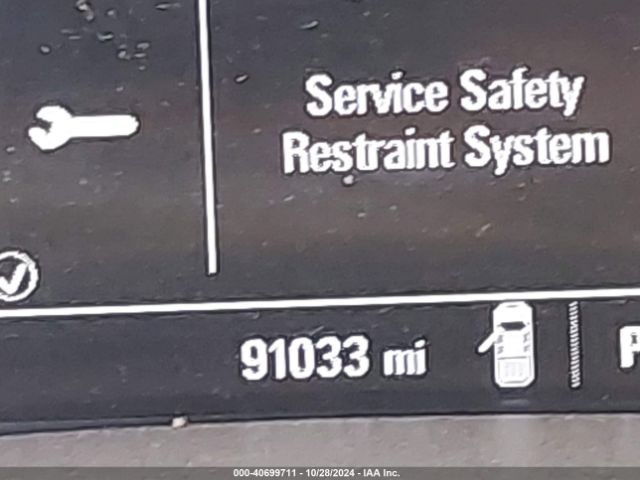 Service Safety
Restraint System
91033 mi
000-40699711 - 10/28/2024 - IAA Inc.